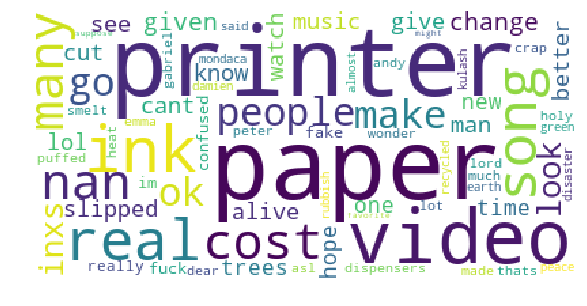 suppose see given music said give might change
many cut printer watch gabriell know mondaca damien almost andy kulash crap better
go smelt cant people make new man holy green
lol puffed ink heat emma confused peter fake wonder paper song lord much earth look disaster
nan im ok slipped alive one lot recycled time
inxs real cost rubbish favorite hope video
really fuck dear trees asl dispensers made thats peace